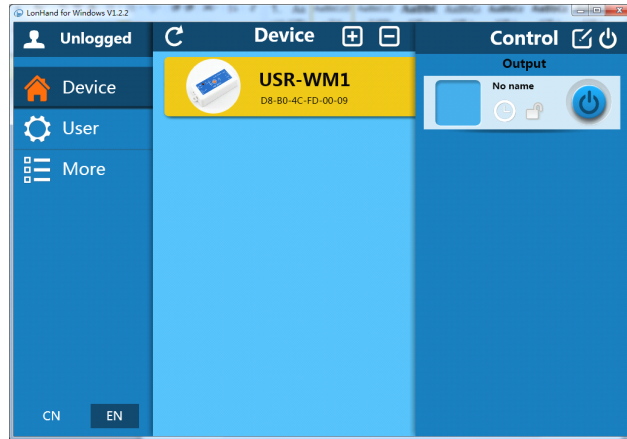 LonHand for Windows V1.2.2
Unlogged
Device
User
More
CN EN
Device
USR-WM1
D8-B0-4C-FD-00-09
Control
Output
No name